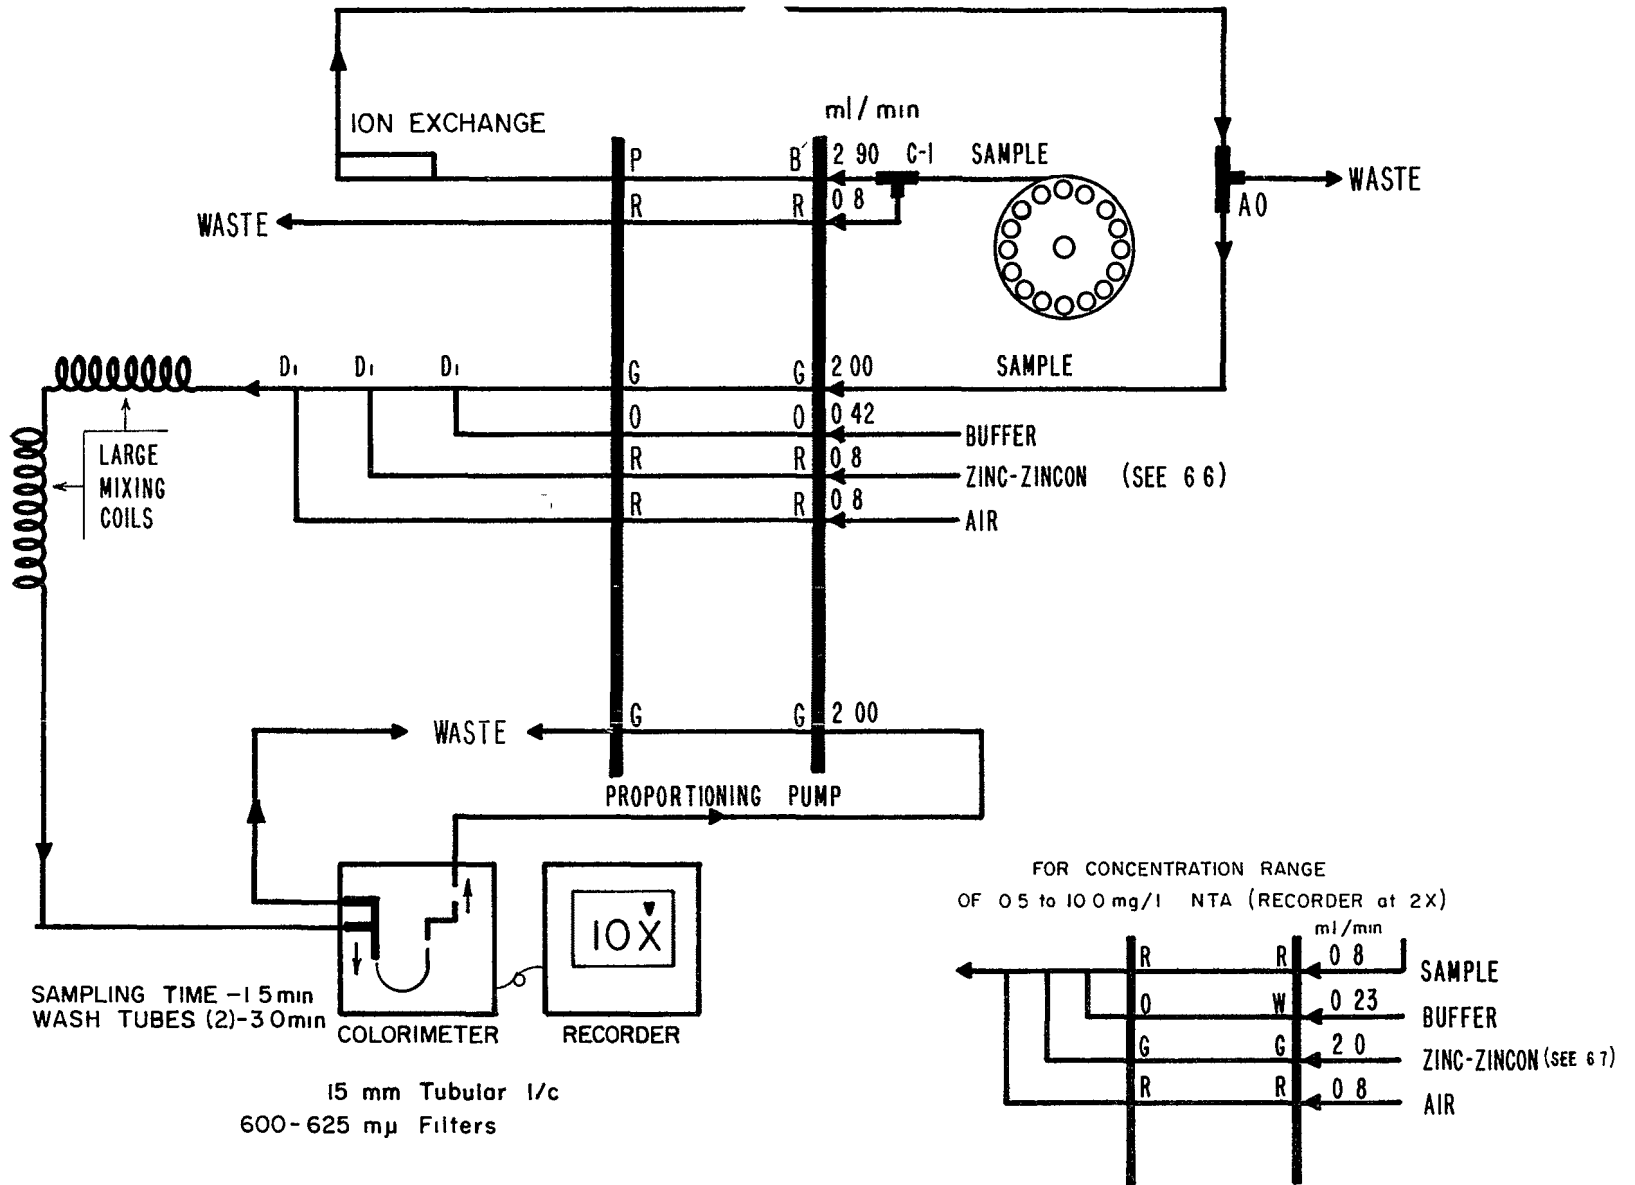 ml/min
ION EXCHANGE
P B' 2 90 C-1 SAMPLE
R R 0 8
WASTE
WASTE
A0
D1 D1 D1 G G 2 00 SAMPLE
O O 0 42 BUFFER
R R 0 8 ZINC-ZINCON (SEE 6 6)
R R 0 8 AIR
LARGE
MIXING
COILS
WASTE G G 2 00
PROPORTIONING PUMP
10X
SAMPLING TIME -1 5min
WASH TUBES (2)-3 0min
COLORIMETER
RECORDER
15 mm Tubular 1/c
600-625 mµ Filters
FOR CONCENTRATION RANGE
OF 0 5 to 10 0 mg/1 NTA (RECORDER at 2X)
ml/min
R R 0 8 SAMPLE
O W 0 23 BUFFER
G G 2 0 ZINC-ZINCON (SEE 6 7)
R R 0 8 AIR